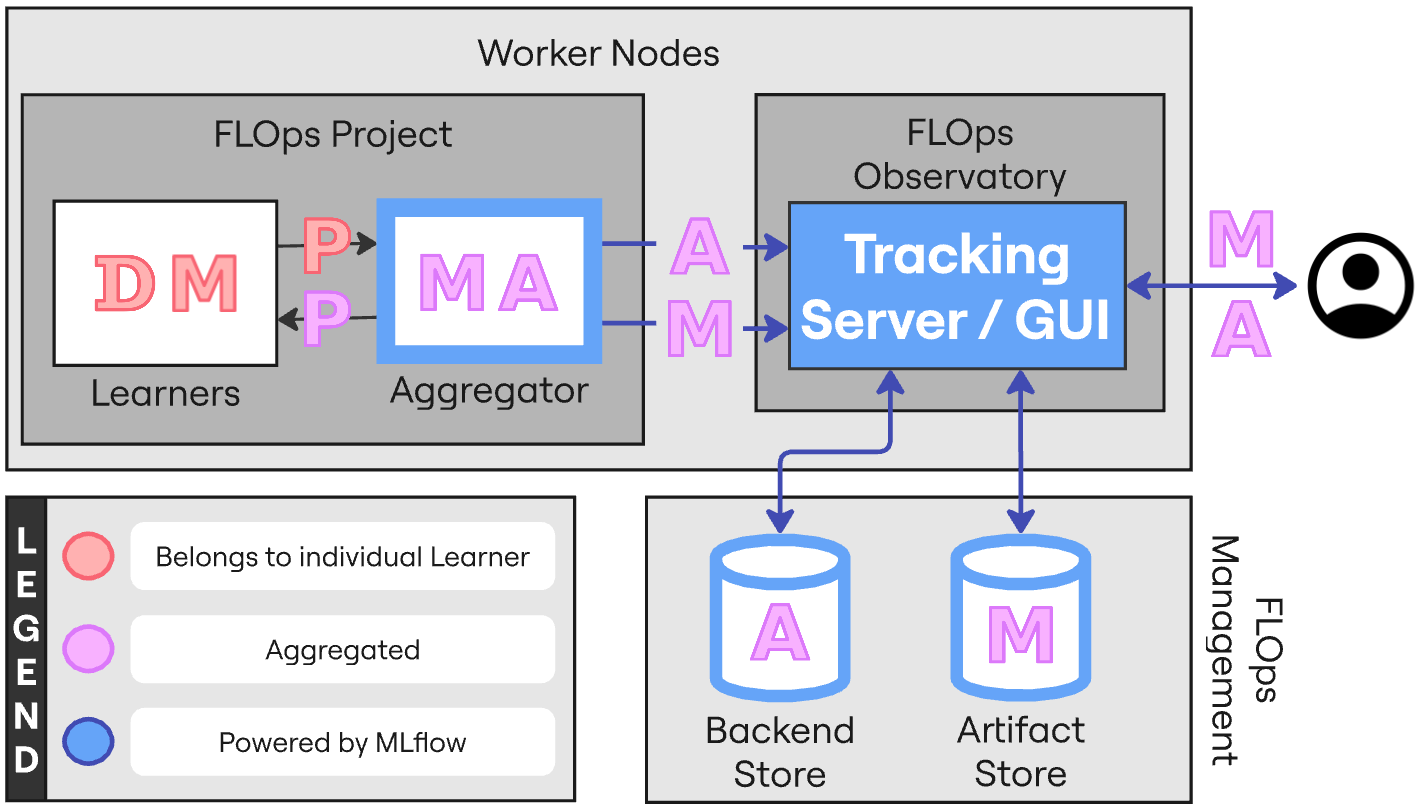 Worker Nodes
FLOps Project
FLOps
Observatory
D M
P
P
M A
A
M
Tracking
Server / GUI
M
A
Learners
Aggregator
LEGEND
Belongs to individual Learner
Aggregated
Powered by MLflow
A
M
Backend
Store
Artifact
Store
FLOps
Management